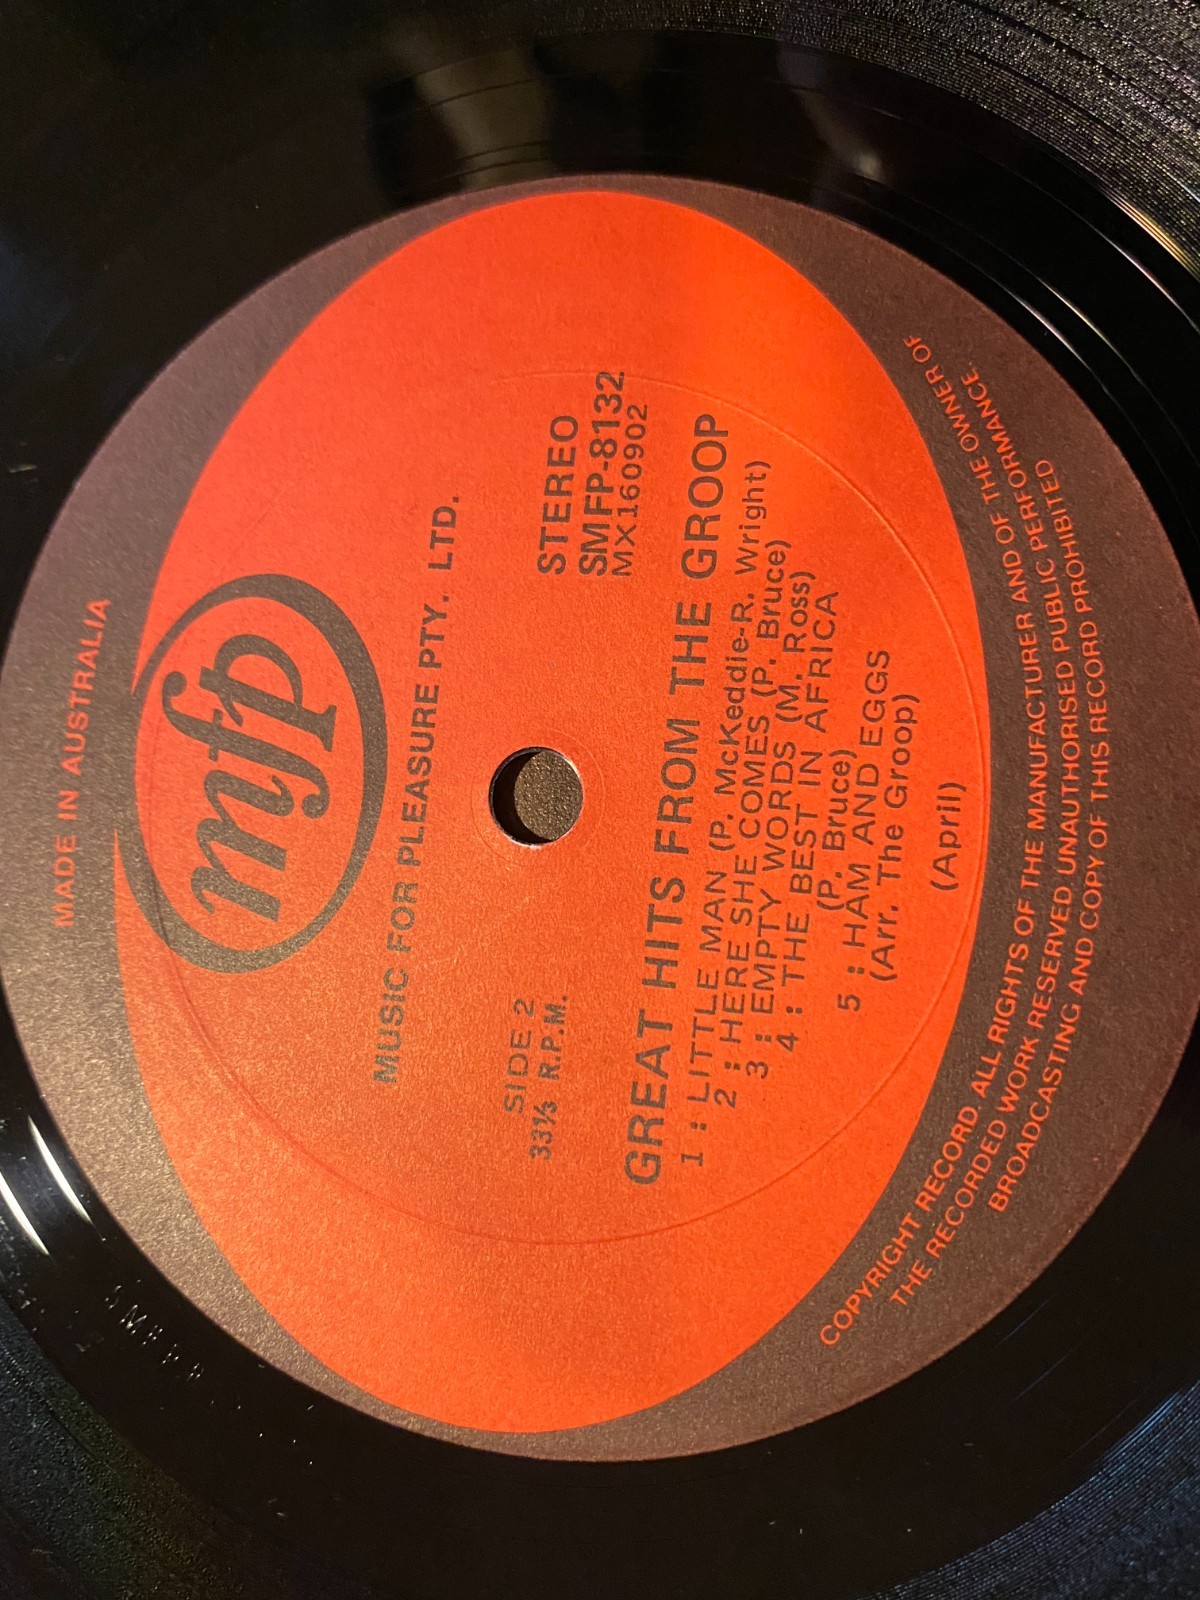 MADE IN AUSTRALIA
mfp
MUSIC FOR PLEASURE PTY. LTD.
SIDE 2
33⅓ R.P.M.
STEREO
SMFP-8132
MX160902
GREAT HITS FROM THE GROOP
1 : LITTLE MAN (P. McKeddie-R. Wright)
2 : HERE SHE COMES (P. Bruce)
3 : EMPTY WORDS (M. Ross)
4 : THE BEST IN AFRICA
(P. Bruce)
5 : HAM AND EGGS
(Arr. The Groop)
(April)
COPYRIGHT RECORD. ALL RIGHTS OF THE MANUFACTURER AND OF THE OWNER OF
THE RECORDED WORK RESERVED UNAUTHORISED PUBLIC PERFORMANCE,
BROADCASTING AND COPY OF THIS RECORD PROHIBITED